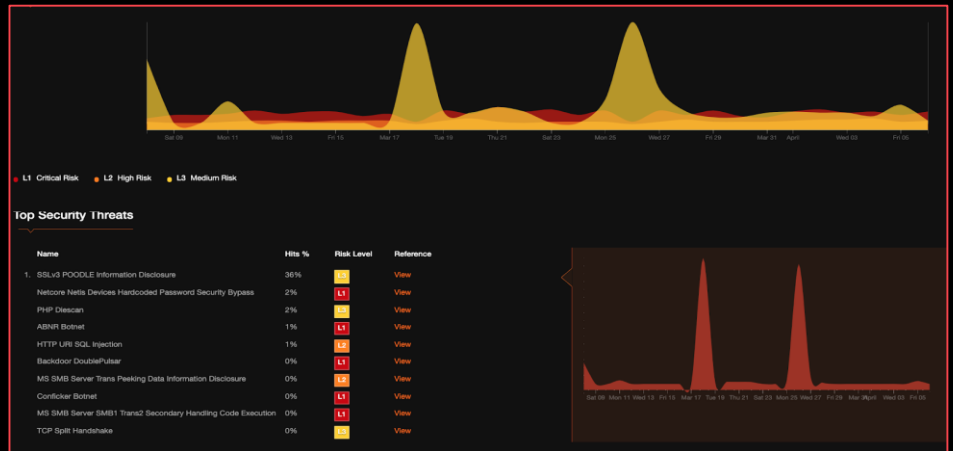 Sat 09 Mon 11 Wed 13 Fri 15 Mar 17 Tue 19 Thu 21 Sat 23 Mon 25 Wed 27 Fri 29 Mar 31 April Wed 03 Fri 05
L1 Critical Risk L2 High Risk L3 Medium Risk
Top Security Threats
Name Hits % Risk Level Reference
1. SSLv3 POODLE Information Disclosure 36% L3 View
Netcore Netis Devices Hardcoded Password Security Bypass 2% L1 View
PHP Diescan 2% L3 View
ABNR Botnet 1% L1 View
HTTP URI SQL Injection 1% L2 View
Backdoor DoublePulsar 0% L1 View
MS SMB Server Trans Peeking Data Information Disclosure 0% L2 View
Conficker Botnet 0% L1 View
MS SMB Server SMB1 Trans2 Secondary Handling Code Execution 0% L1 View
TCP Split Handshake 0% L3 View
Sat 09 Mon 11 Wed 13 Fri 15 Mar 17 Tue 19 Thu 21 Sat 23 Mon 25 Wed 27 Fri 29 Mar 31 April Wed 03 Fri 05